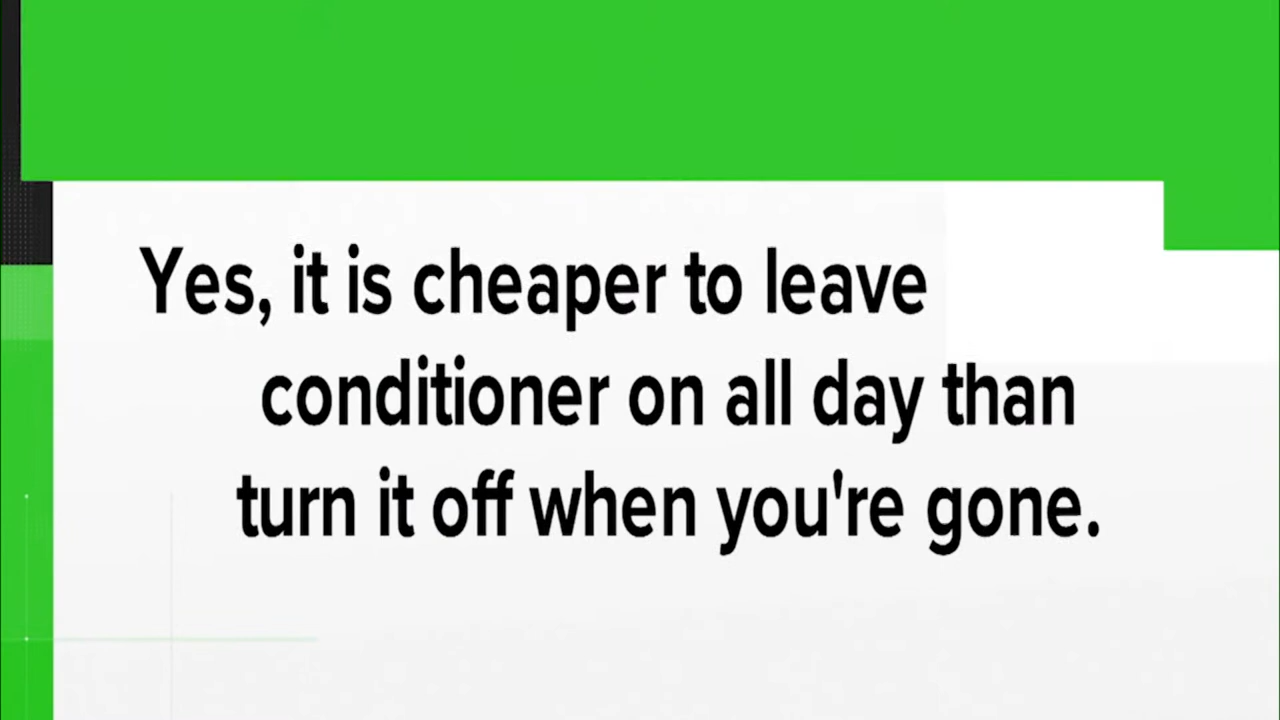 Yes, it is cheaper to leave
conditioner on all day than
turn it off when you're gone.